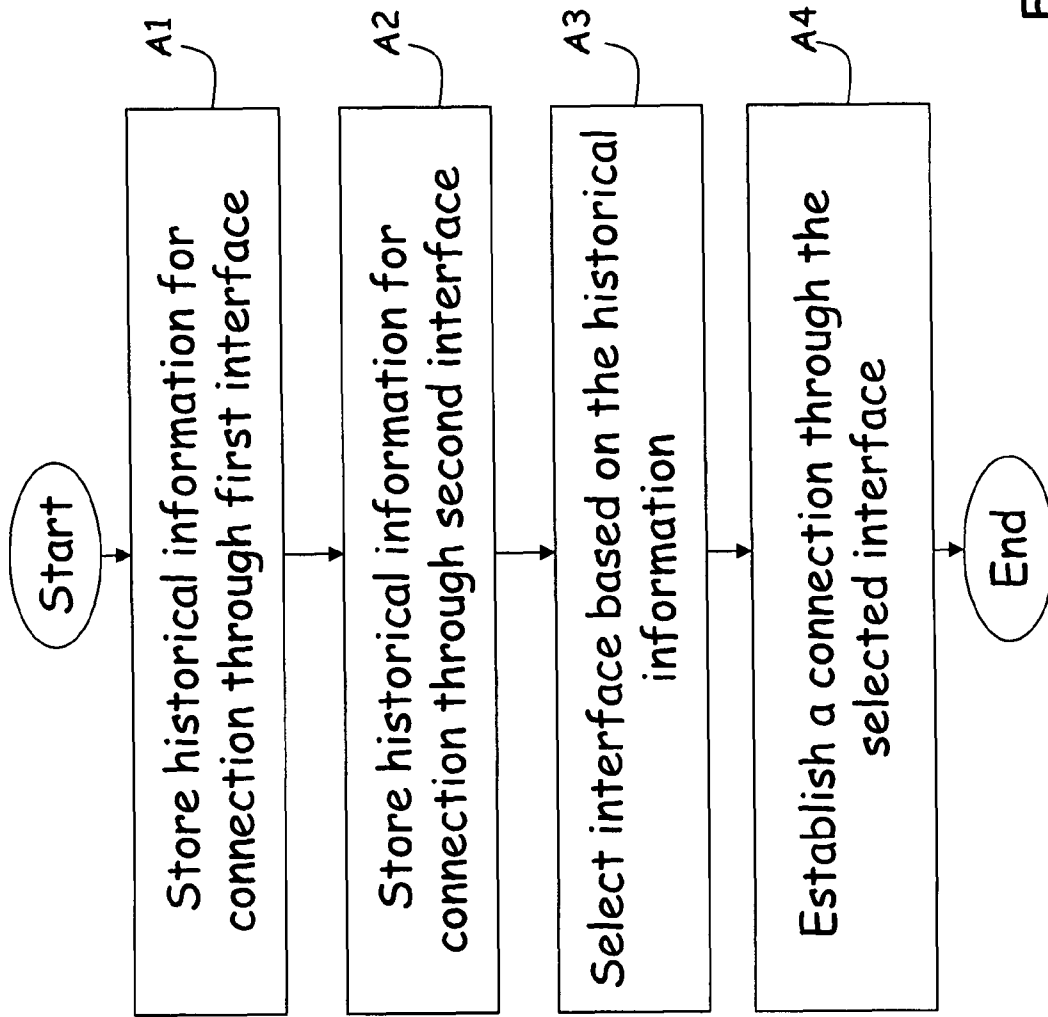 Start
Store historical information for
connection through first interface
A1
Store historical information for
connection through second interface
A2
Select interface based on the historical
information
A3
Establish a connection through the
selected interface
A4
End